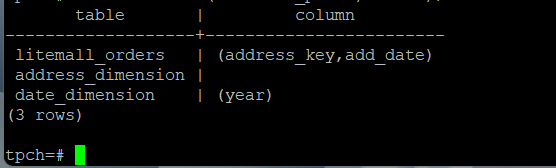 table | column
-------------------+------------------------
litemall_orders | (address_key,add_date)
address_dimension |
date_dimension | (year)
(3 rows)
tpch=#